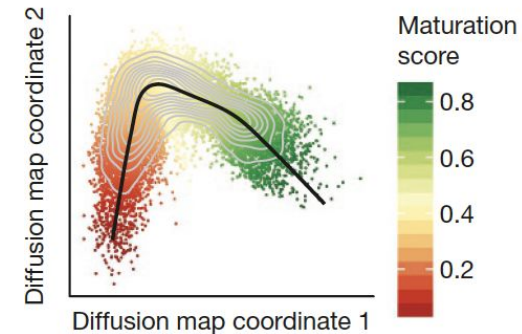 Diffusion map coordinate 2
Maturation
score
0.8
0.6
0.4
0.2
Diffusion map coordinate 1